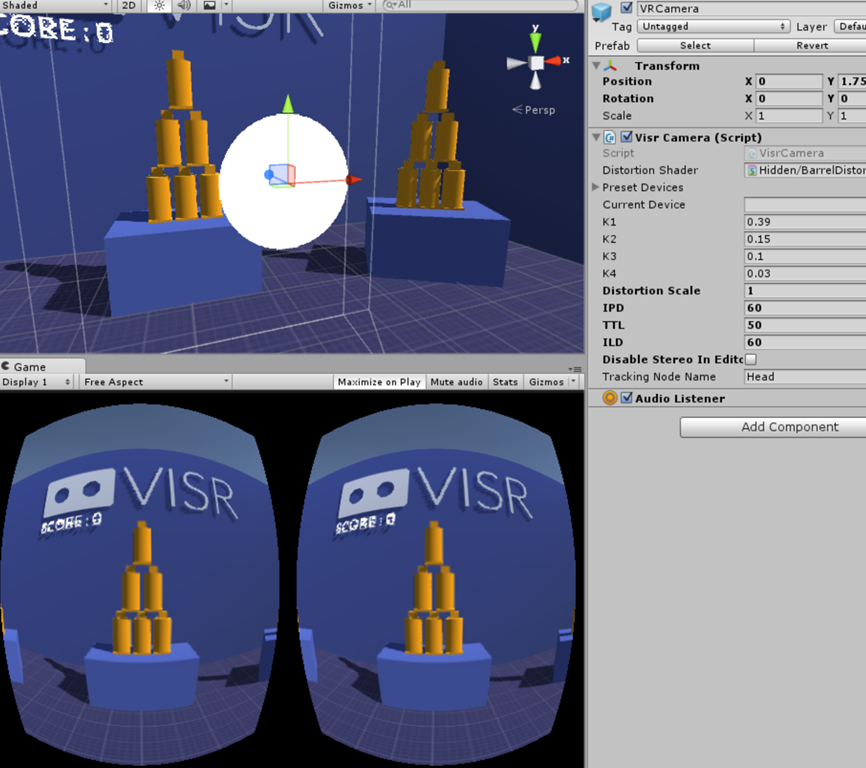 Shaded 2D Gizmos All
SCORE:0
VISR
y
x
Persp
Game
Display 1 Free Aspect Maximize on Play Mute audio Stats Gizmos
VISR
SCORE:0
VISR
SCORE:0
VRCamera
Tag Untagged Layer Defau
Prefab Select Revert
Transform
Position X 0 Y 1.75
Rotation X 0 Y 0
Scale X 1 Y 1
Visr Camera (Script)
Script VisrCamera
Distortion Shader Hidden/BarrelDistor
Preset Devices
Current Device
K1 0.39
K2 0.15
K3 0.1
K4 0.03
Distortion Scale 1
IPD 60
TTL 50
ILD 60
Disable Stereo In Edito
Tracking Node Name Head
Audio Listener
Add Component